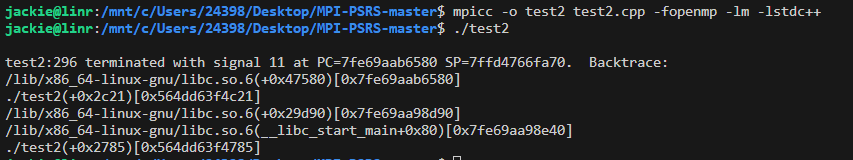 jackie@linr:/mnt/c/Users/24398/Desktop/MPI-PSRS-master$ mpicc -o test2 test2.cpp -fopenmp -lm -lstdc++
jackie@linr:/mnt/c/Users/24398/Desktop/MPI-PSRS-master$ ./test2
test2:296 terminated with signal 11 at PC=7fe69aab6580 SP=7ffd4766fa70.  Backtrace:
/lib/x86_64-linux-gnu/libc.so.6(+0x47580)[0x7fe69aab6580]
./test2(+0x2c21)[0x564dd63f4c21]
/lib/x86_64-linux-gnu/libc.so.6(+0x29d90)[0x7fe69aa98d90]
/lib/x86_64-linux-gnu/libc.so.6(__libc_start_main+0x80)[0x7fe69aa98e40]
./test2(+0x2785)[0x564dd63f4785]